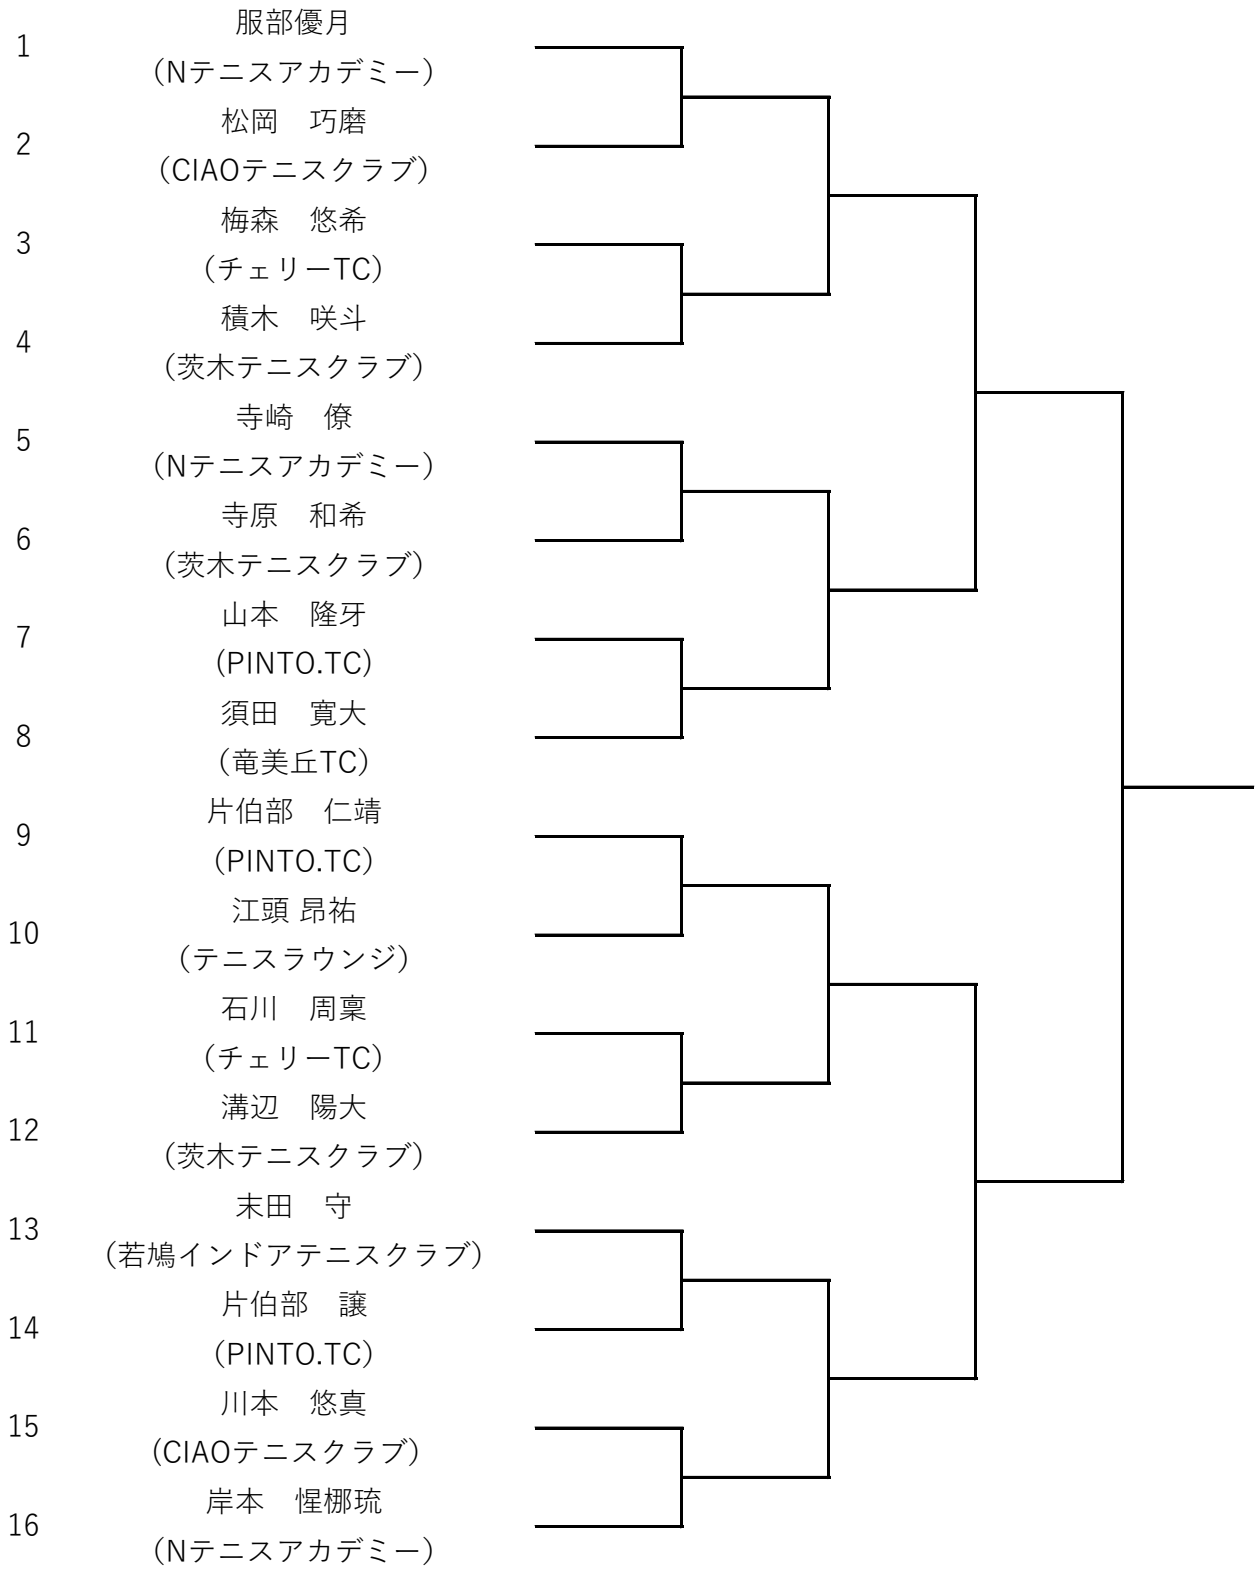 服部優月
1
（Nテニスアカデミー）
松岡　巧磨
2
（CIAOテニスクラブ）
梅森　悠希
3
（チェリーTC）
積木　咲斗
4
（茨木テニスクラブ）
寺崎　僚
5
（Nテニスアカデミー）
寺原　和希
6
（茨木テニスクラブ）
山本　隆牙
7
（PINTO.TC）
須田　寛大
8
（竜美丘TC）
片伯部　仁靖
9
（PINTO.TC）
江頭 昂祐
10
（テニスラウンジ）
石川　周稟
11
（チェリーTC）
溝辺　陽大
12
（茨木テニスクラブ）
末田　守
13
（若鳩インドアテニスクラブ）
片伯部　譲
14
（PINTO.TC）
川本　悠真
15
（CIAOテニスクラブ）
岸本　惺梛琉
16
（Nテニスアカデミー）